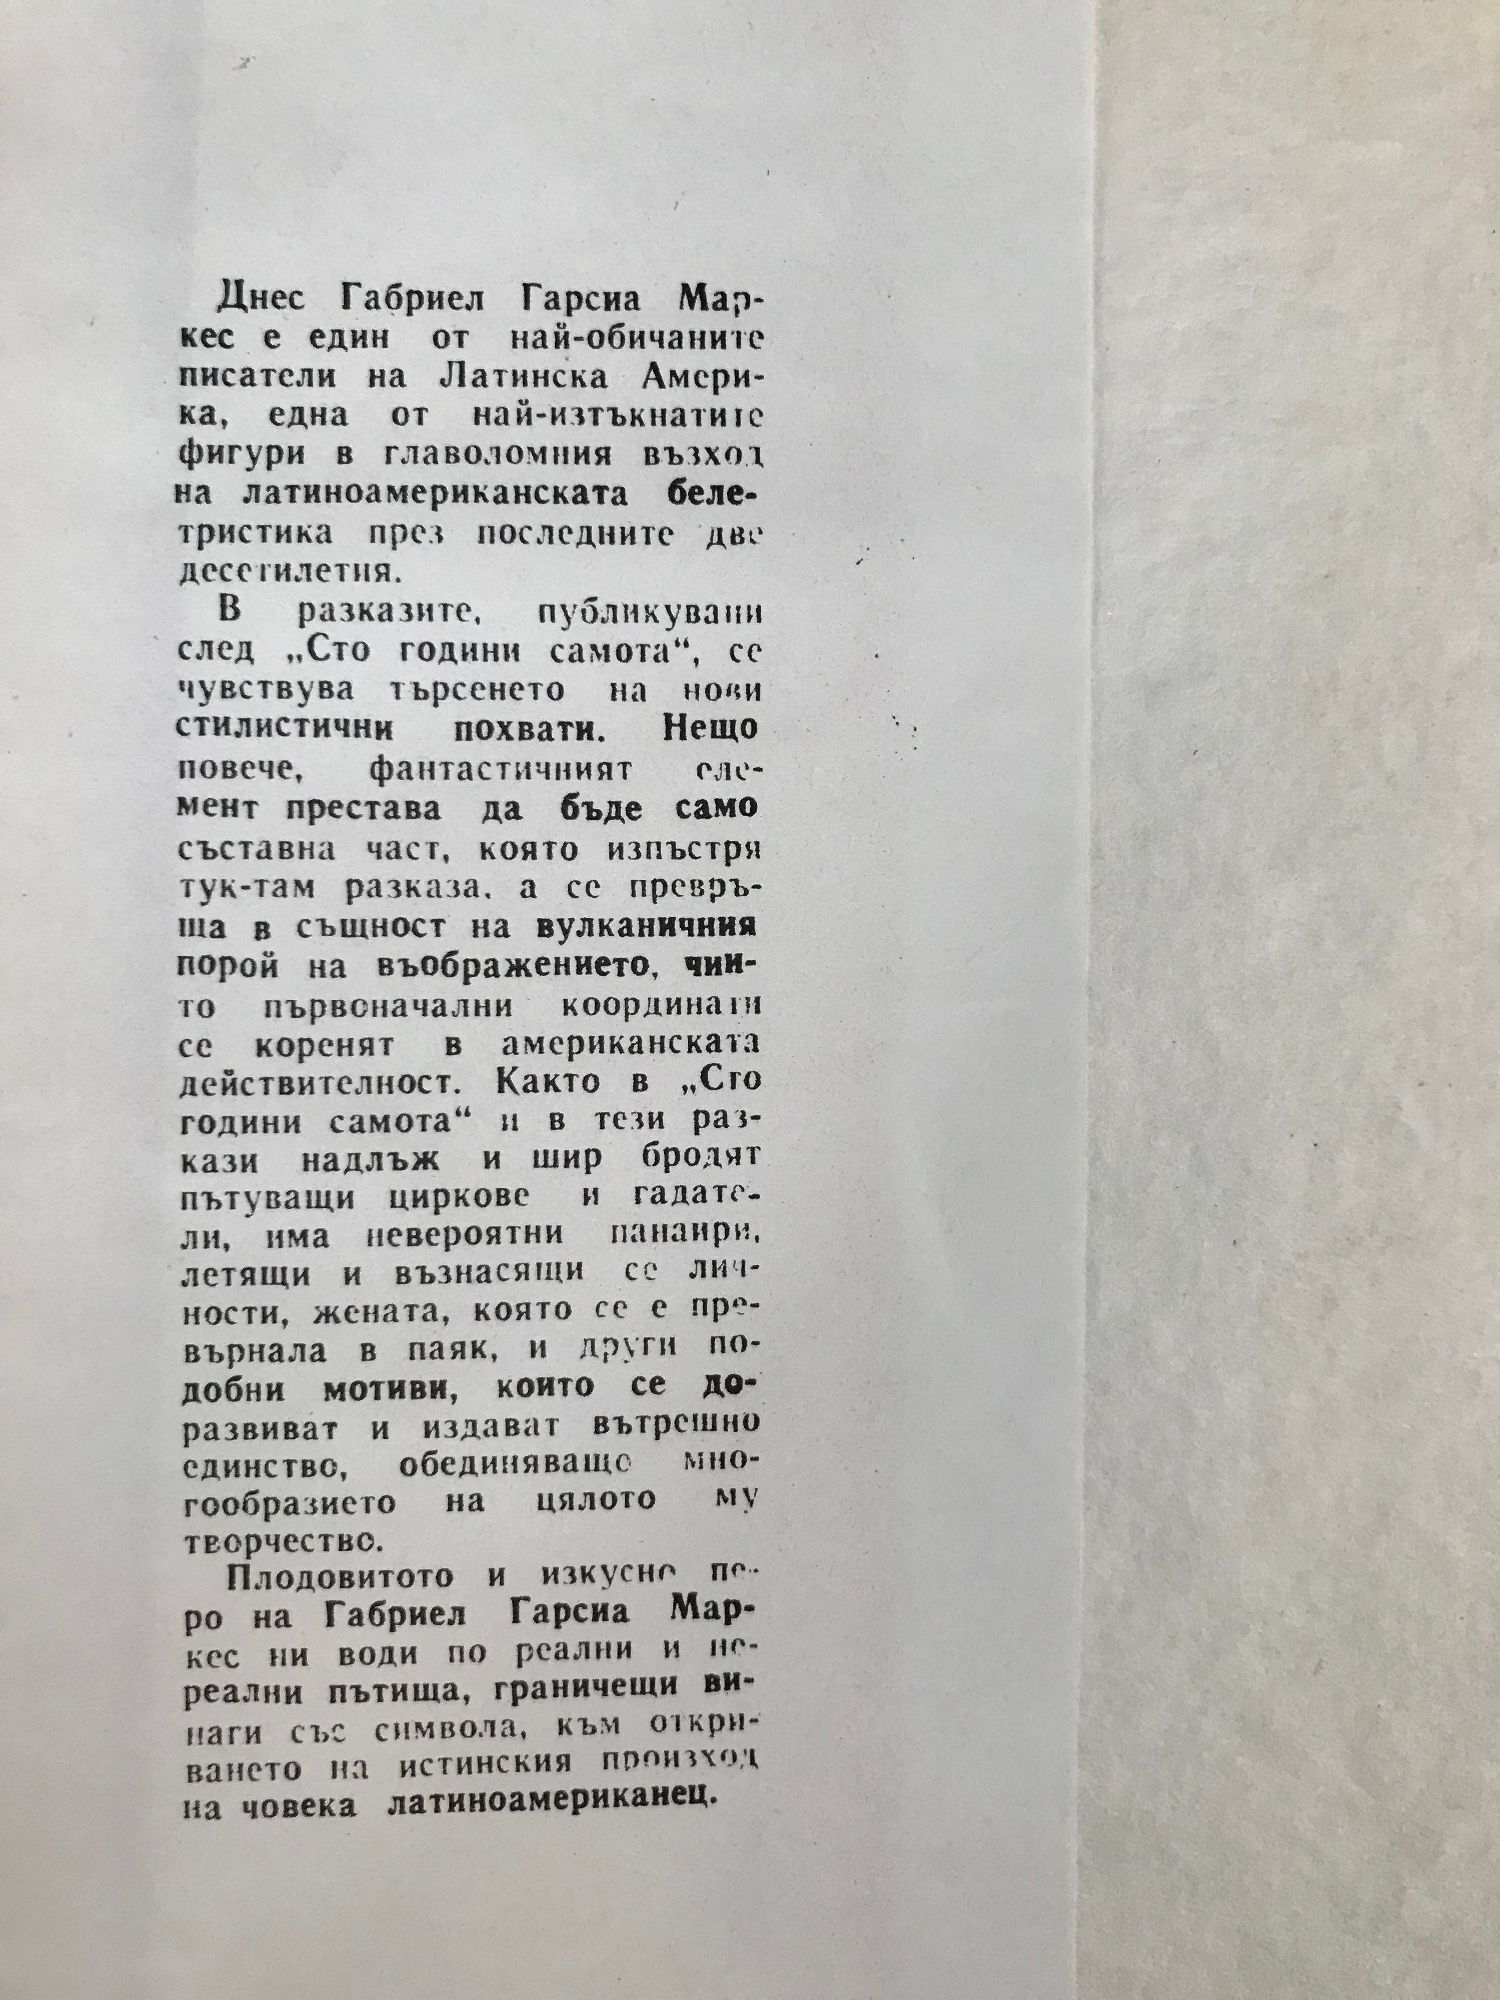 Днес Габриел Гарсиа Мар-
кес е един от най-обичаните
писатели на Латинска Амери-
ка, една от най-изтъкнатите
фигури в главоломния възход
на латиноамериканската беле-
тристика през последните две
десетилетия.
В разказите, публикувани
след „Сто години самота“, се
чувствува търсенето на нови
стилистични похвати. Нещо
повече, фантастичният еле-
мент престава да бъде само
съставна част, която изпъстря
тук-там разказа, а се превръ-
ща в същност на вулканичния
порой на въображението, чии-
то първоначални координати
се коренят в американската
действителност. Както в „Сто
години самота“ и в тези раз-
кази надлъж и шир бродят
пътуващи циркове и гадате-
ли, има невероятни панаири,
летящи и възнасящи се лич-
ности, жената, която се е пре-
върнала в паяк, и други по-
добни мотиви, които се до-
развиват и издават вътрешно
единство, обединяващо мно-
гообразието на цялото му
творчество.
Плодовитото и изкусно пе-
ро на Габриел Гарсиа Мар-
кес ни води по реални и не-
реални пътища, граничещи ви-
наги със символа, към откри-
ването на истинския произход
на човека латиноамериканец.